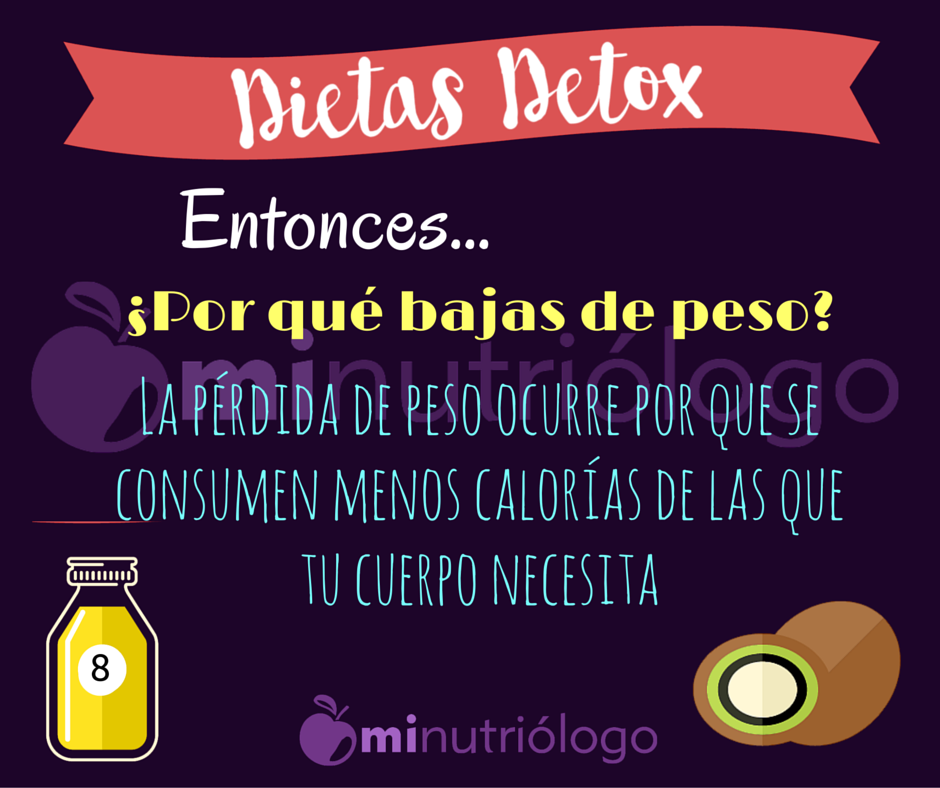 Dietas Detox
Entonces...
¿Por qué bajas de peso?
minutriólogo
LA PÉRDIDA DE PESO OCURRE POR QUE SE
CONSUMEN MENOS CALORÍAS DE LAS QUE
TU CUERPO NECESITA
8
minutriólogo